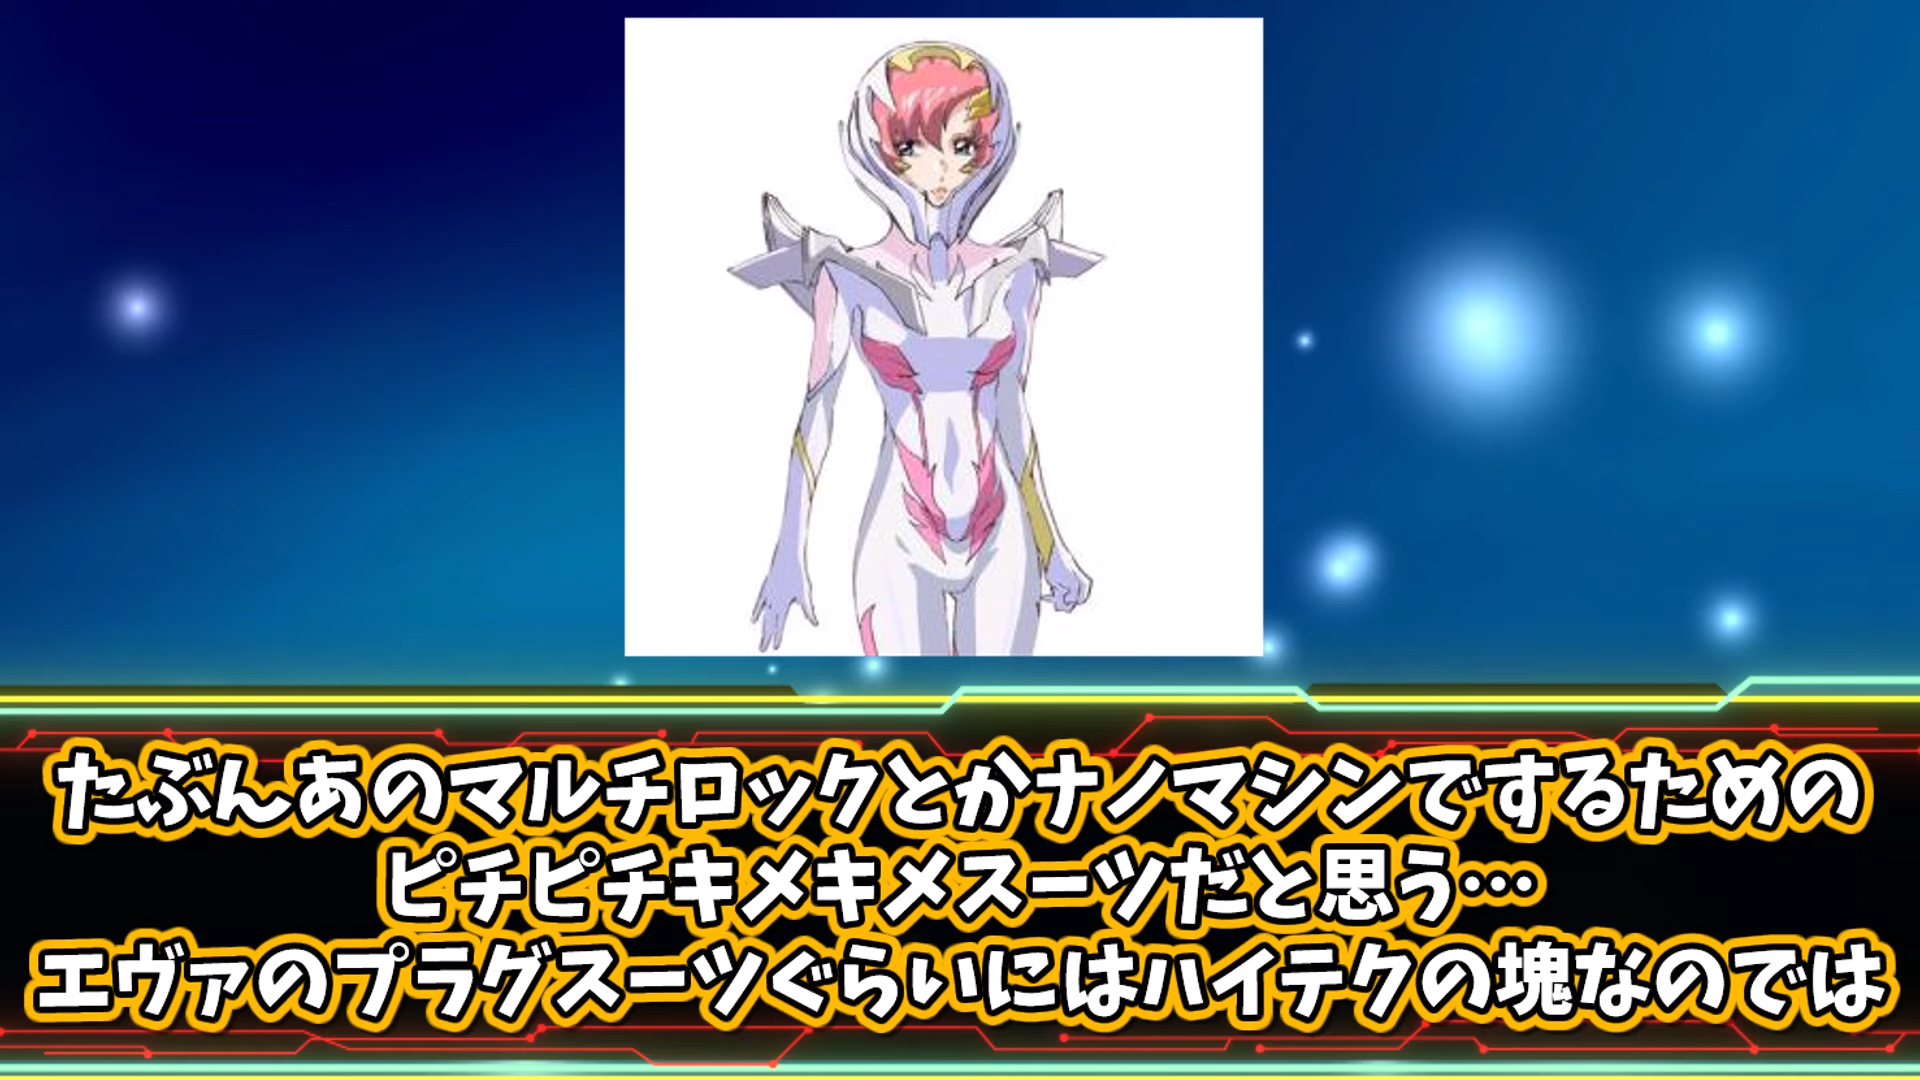 たぶんあのマルチロックとかナノマシンでするための
ピチピチキメキメスーツだと思う…
エヴァのプラグスーツぐらいにはハイテクの塊なのでは